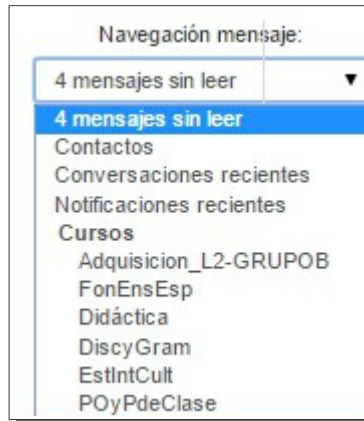 Navegación mensaje:
4 mensajes sin leer
4 mensajes sin leer
Contactos
Conversaciones recientes
Notificaciones recientes
Cursos
Adquisicion_L2-GRUPOB
FonEnsEsp
Didáctica
DiscyGram
EstIntCult
POyPdeClase